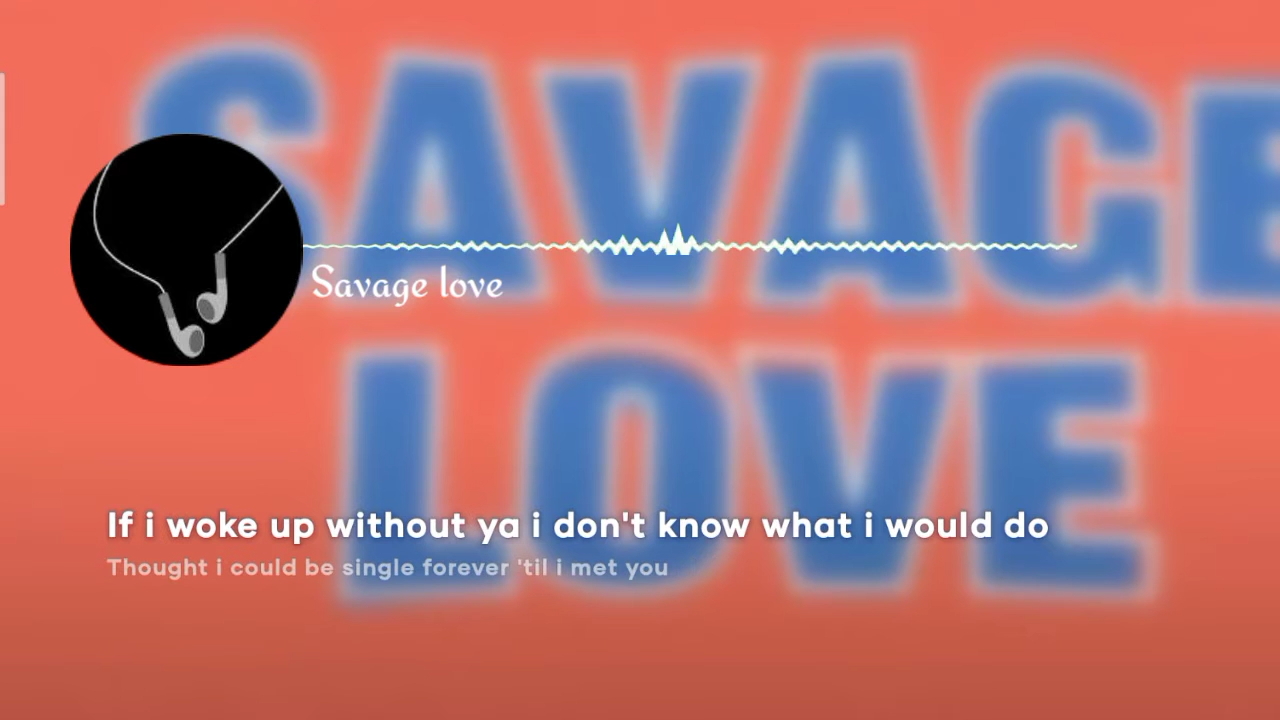 SAVAGE
Savage love
LOVE
If i woke up without ya i don't know what i would do
Thought i could be single forever 'til i met you